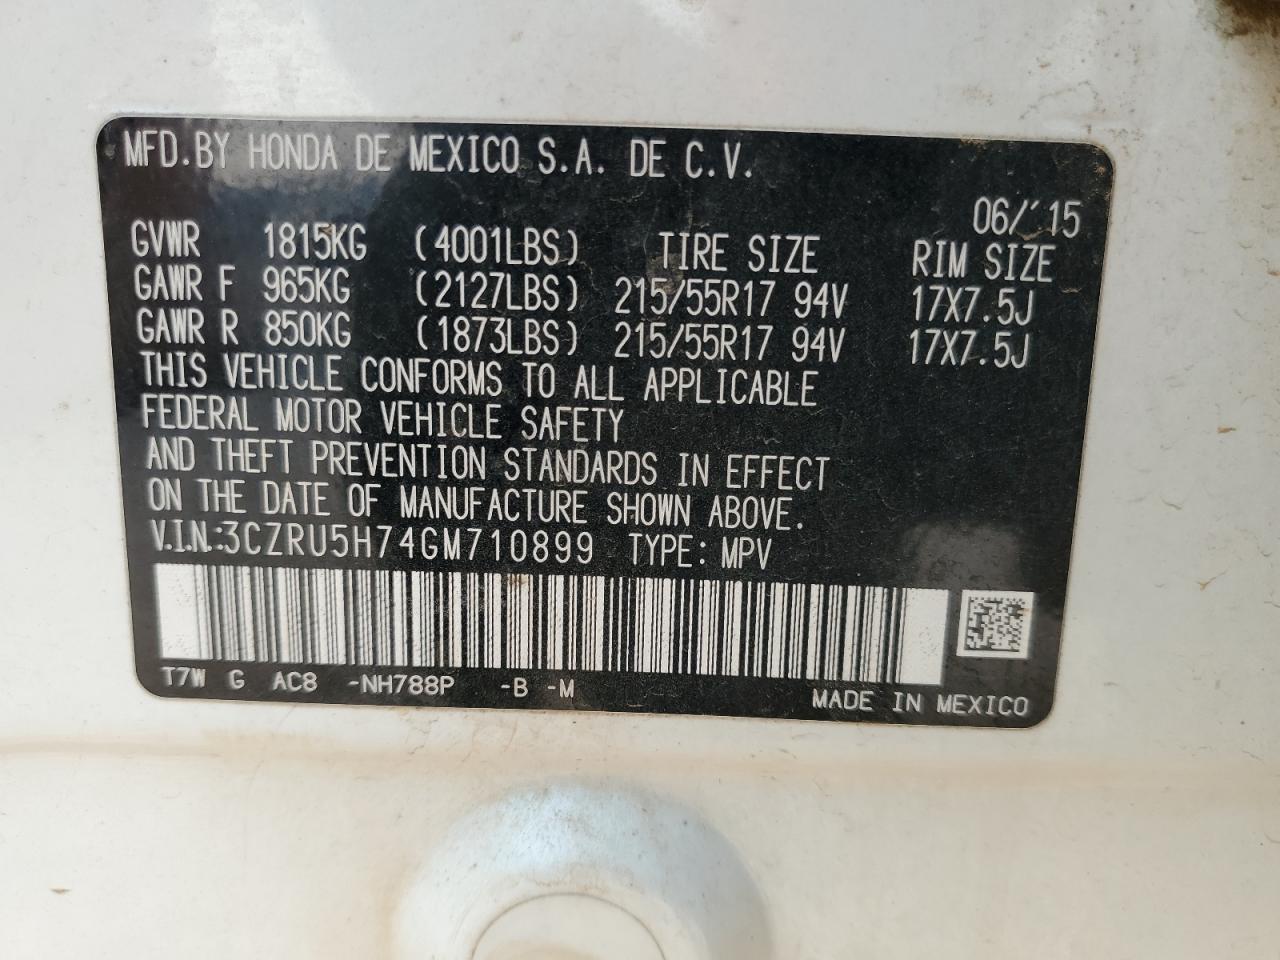 MFD.BY HONDA DE MEXICO S.A. DE C.V.
06/'15
GVWR 1815KG (4001LBS) TIRE SIZE RIM SIZE
GAWR F 965KG (2127LBS) 215/55R17 94V 17X7.5J
GAWR R 850KG (1873LBS) 215/55R17 94V 17X7.5J
THIS VEHICLE CONFORMS TO ALL APPLICABLE
FEDERAL MOTOR VEHICLE SAFETY
AND THEFT PREVENTION STANDARDS IN EFFECT
ON THE DATE OF MANUFACTURE SHOWN ABOVE.
V.I.N.:3CZRU5H74GM710899 TYPE: MPV
T7W G AC8 -NH788P -B -M
MADE IN MEXICO